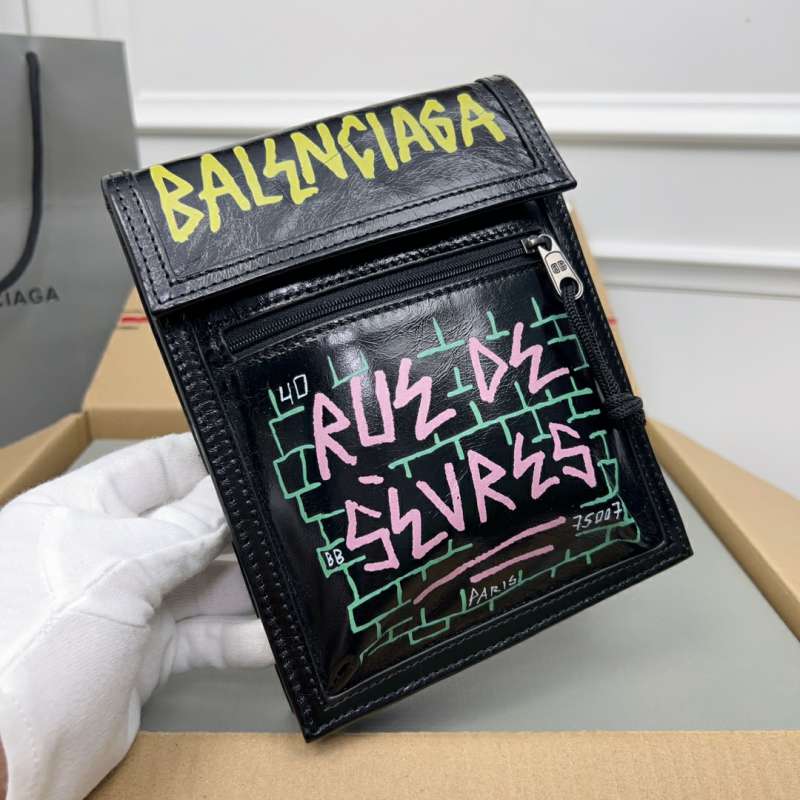 BALENCIAGA
CIAGA
40
RUE DE
SÈVRES
75007
BB
PARIS